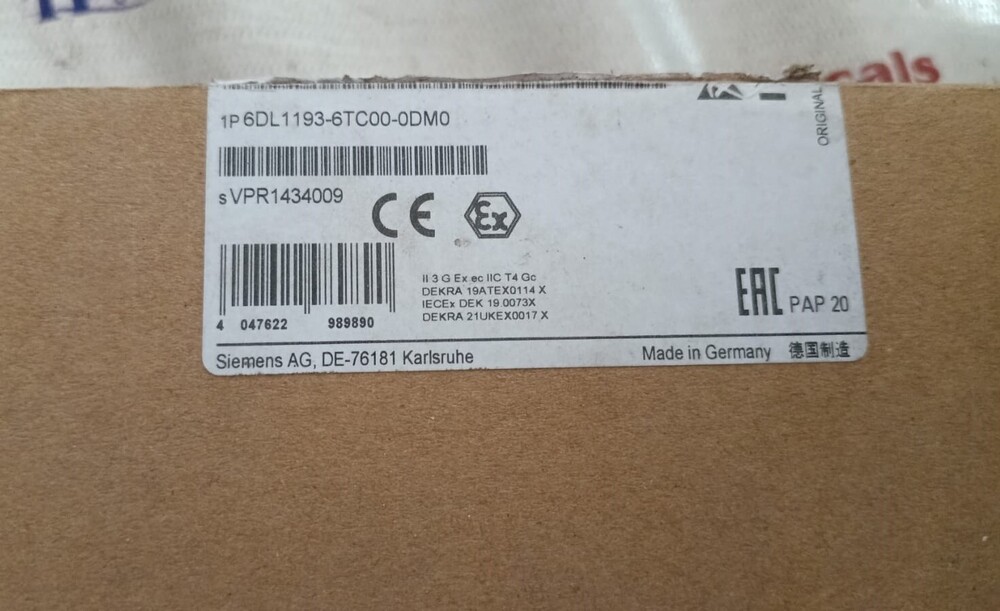 cals
ORIGINAL
1P 6DL1193-6TC00-0DM0
s VPR1434009
CE Ex
II 3 G Ex ec IIC T4 Gc
DEKRA 19ATEX0114 X
IECEx DEK 19.0073X
DEKRA 21UKEX0017 X
EAC PAP 20
4 047622 989890
Siemens AG, DE-76181 Karlsruhe
Made in Germany 德国制造